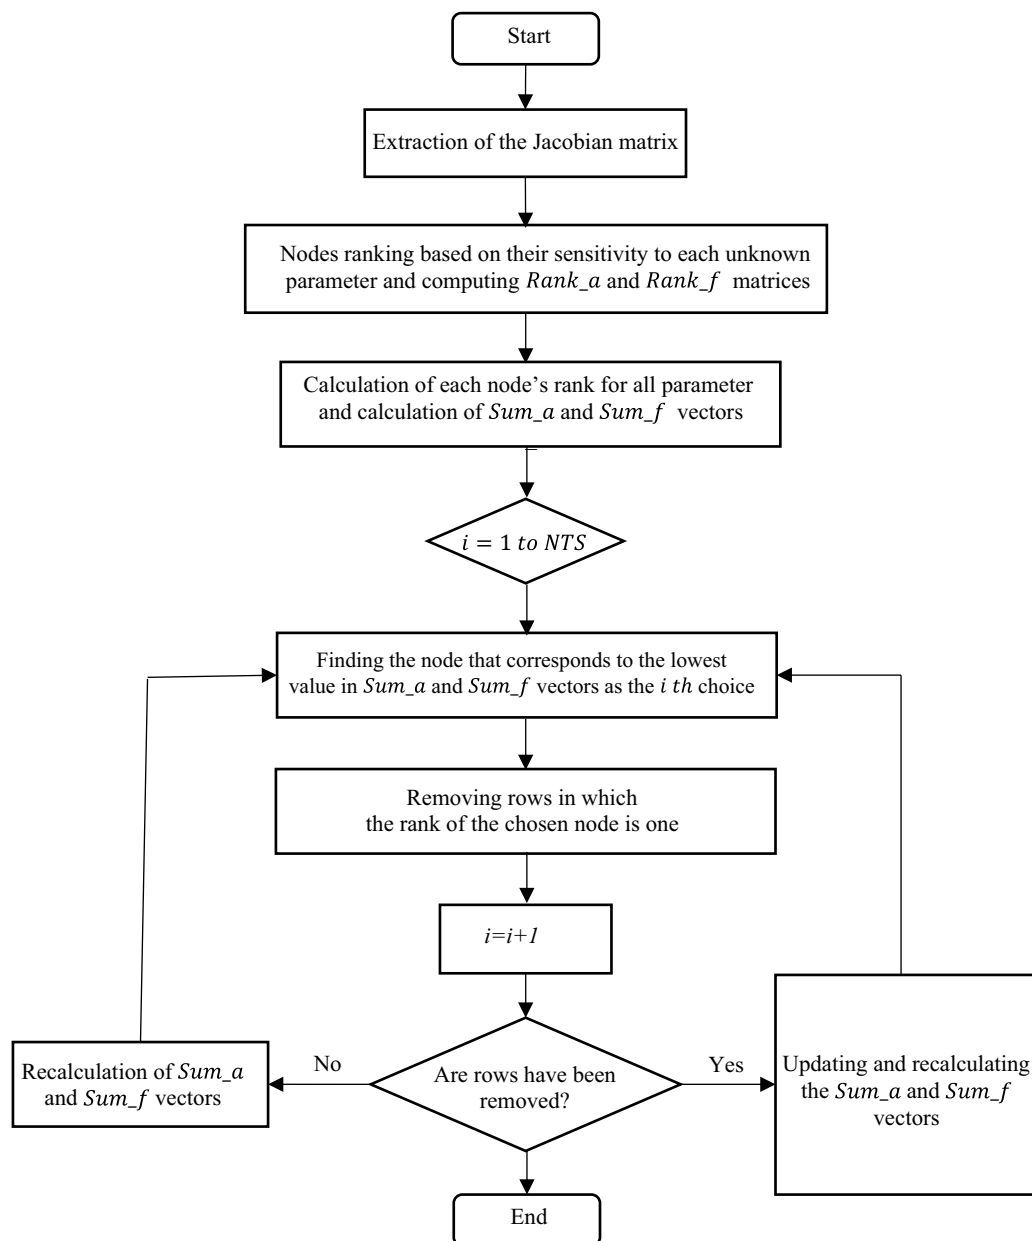 Start
Extraction of the Jacobian matrix
Nodes ranking based on their sensitivity to each unknown
parameter and computing Rank_a and Rank_f matrices
Calculation of each node's rank for all parameter
and calculation of Sum_a and Sum_f vectors
i = 1 to NTS
Finding the node that corresponds to the lowest
value in Sum_a and Sum_f vectors as the i th choice
Removing rows in which
the rank of the chosen node is one
i=i+1
Are rows have been
removed?
No
Yes
Recalculation of Sum_a
and Sum_f vectors
Updating and recalculating
the Sum_a and Sum_f
vectors
End